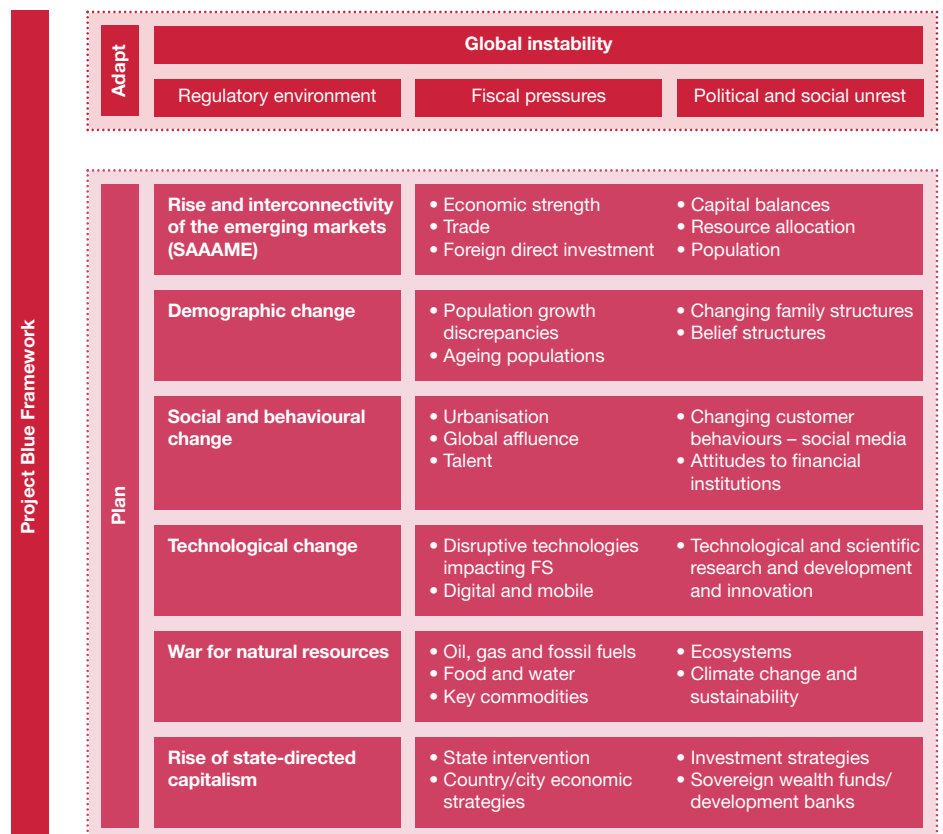 Project Blue Framework
Adapt
Global instability
Regulatory environment
Fiscal pressures
Political and social unrest
Plan
Rise and interconnectivity
of the emerging markets
(SAAAME)
• Economic strength
• Trade
• Foreign direct investment
• Capital balances
• Resource allocation
• Population
Demographic change
• Population growth
discrepancies
• Ageing populations
• Changing family structures
• Belief structures
Social and behavioural
change
• Urbanisation
• Global affluence
• Talent
• Changing customer
behaviours – social media
• Attitudes to financial
institutions
Technological change
• Disruptive technologies
impacting FS
• Digital and mobile
• Technological and scientific
research and development
and innovation
War for natural resources
• Oil, gas and fossil fuels
• Food and water
• Key commodities
• Ecosystems
• Climate change and
sustainability
Rise of state-directed
capitalism
• State intervention
• Country/city economic
strategies
• Investment strategies
• Sovereign wealth funds/
development banks